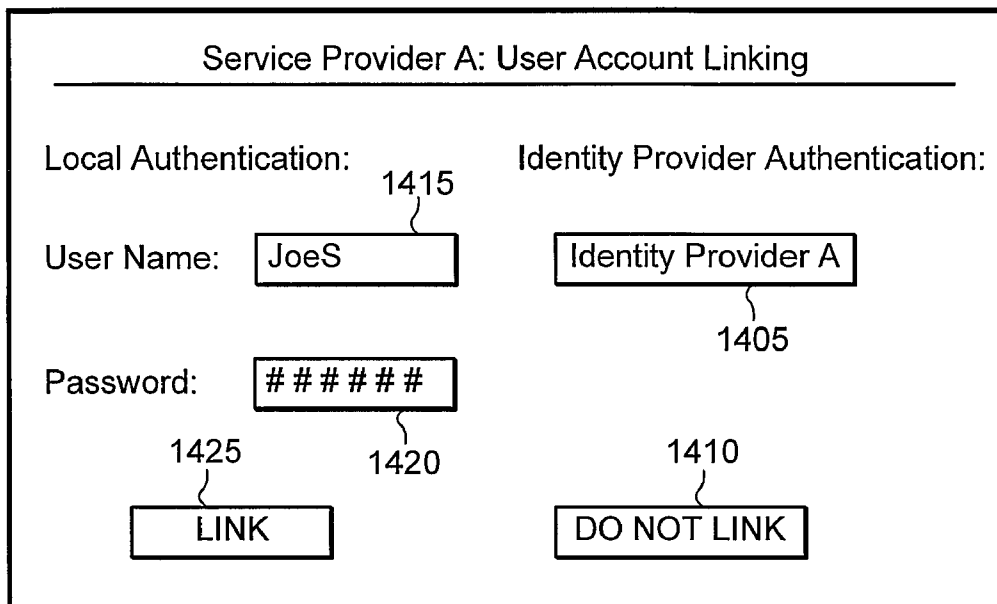 Service Provider A: User Account Linking
Local Authentication:
Identity Provider Authentication:
1415
User Name:
JoeS
Identity Provider A
1405
Password:
# # # # # #
1425
1420
1410
LINK
DO NOT LINK